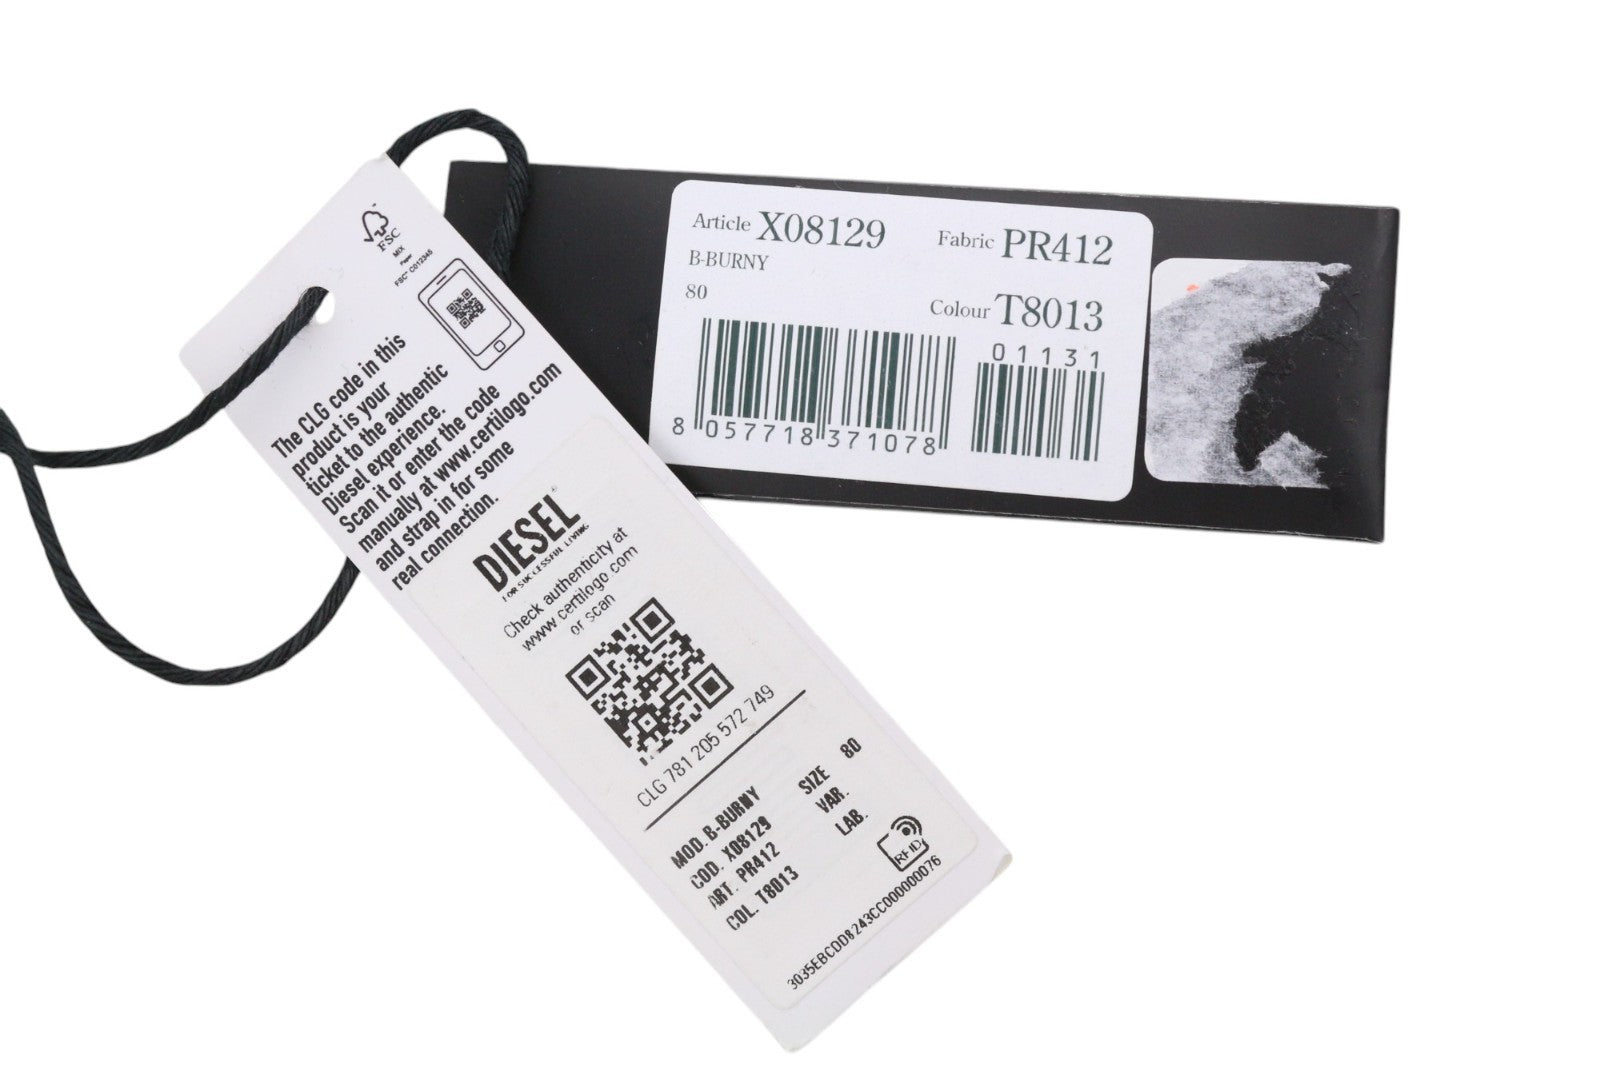 FSC
MIX
Paper
FSC™ C012345
The CLG code in this
product is your
ticket to the authentic
Diesel experience.
Scan it or enter the code
manually at www.certilogo.com
and strap in for some
real connection.
DIESEL®
FOR SUCCESSFUL LIVING
Check authenticity at
www.certilogo.com
or scan
CLG 781 205 572 749
MOD. B-BURNY SIZE 80
COD. X08129 VAR.
ART. PR412 LAB.
COL. T8013
RFID
3035EBCDD8243CC000000076
Article X08129 Fabric PR412
B-BURNY
80
Colour T8013
01131
8 057718 371078